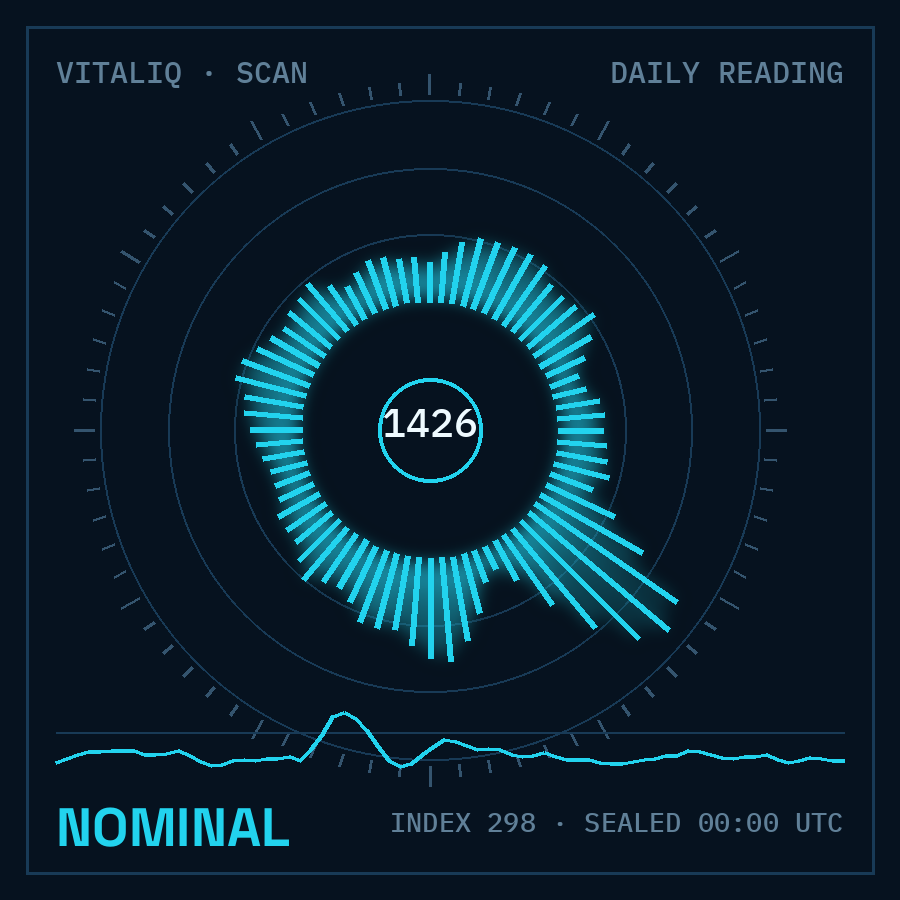 VITALIQ · SCAN
DAILY READING
1426
NOMINAL
INDEX 298 · SEALED 00:00 UTC